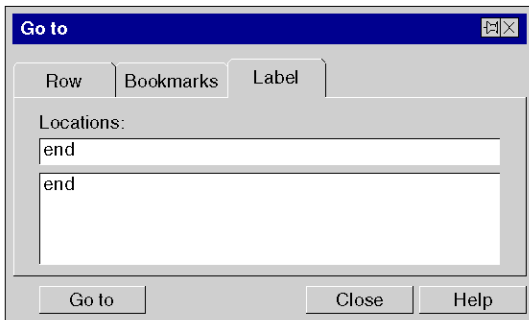 Go to
Row Bookmarks Label
Locations:
end
end
Go to Close Help